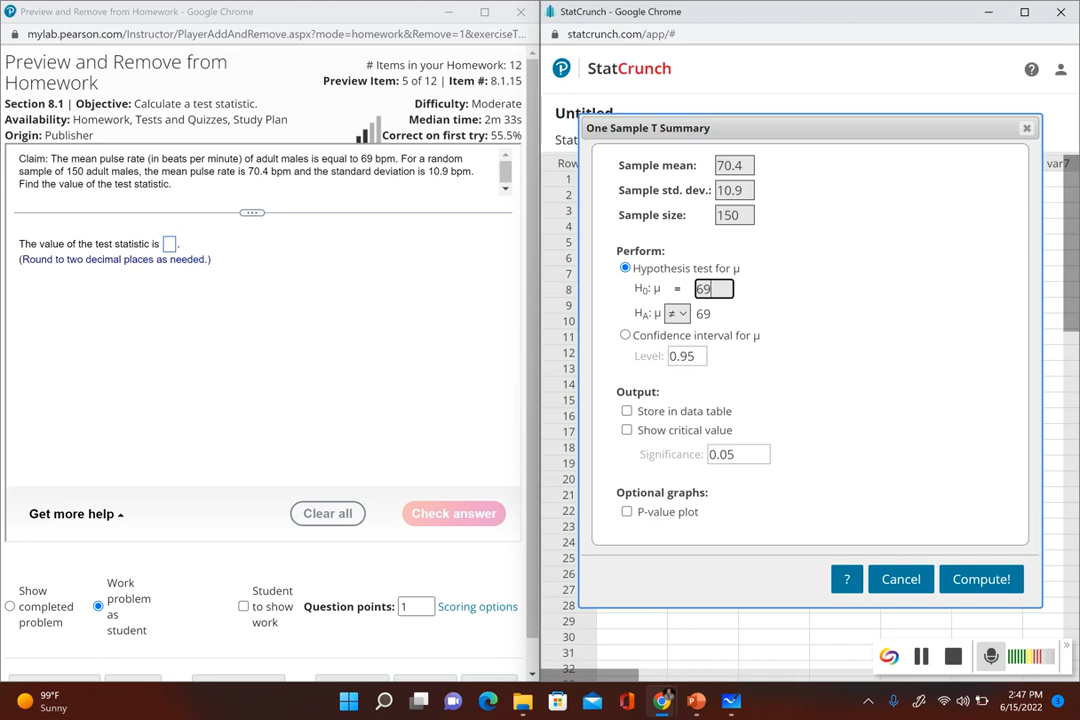 Preview and Remove from Homework - Google Chrome
mylab.pearson.com/Instructor/PlayerAddAndRemove.aspx?mode=homework&Remove=1&exerciseT...
Preview and Remove from
Homework
# Items in your Homework: 12
Preview Item: 5 of 12 | Item #: 8.1.15
Section 8.1 | Objective: Calculate a test statistic.
Availability: Homework, Tests and Quizzes, Study Plan
Origin: Publisher
Difficulty: Moderate
Median time: 2m 33s
Correct on first try: 55.5%
Claim: The mean pulse rate (in beats per minute) of adult males is equal to 69 bpm. For a random
sample of 150 adult males, the mean pulse rate is 70.4 bpm and the standard deviation is 10.9 bpm.
Find the value of the test statistic.
The value of the test statistic is .
(Round to two decimal places as needed.)
Get more help
Clear all
Check answer
Show
completed
problem
Work
problem
as
student
Student
to show
work
Question points: 1
Scoring options
StatCrunch - Google Chrome
statcrunch.com/app/#
StatCrunch
Untitled
Stat
Row
var7
1
2
3
4
5
6
7
8
9
10
11
12
13
14
15
16
17
18
19
20
21
22
23
24
25
26
27
28
29
30
31
32
One Sample T Summary
Sample mean: 70.4
Sample std. dev.: 10.9
Sample size: 150
Perform:
Hypothesis test for μ
H0: μ = 69
HA: μ ≠ 69
Confidence interval for μ
Level: 0.95
Output:
Store in data table
Show critical value
Significance: 0.05
Optional graphs:
P-value plot
?
Cancel
Compute!
99°F
Sunny
2:47 PM
6/15/2022
3